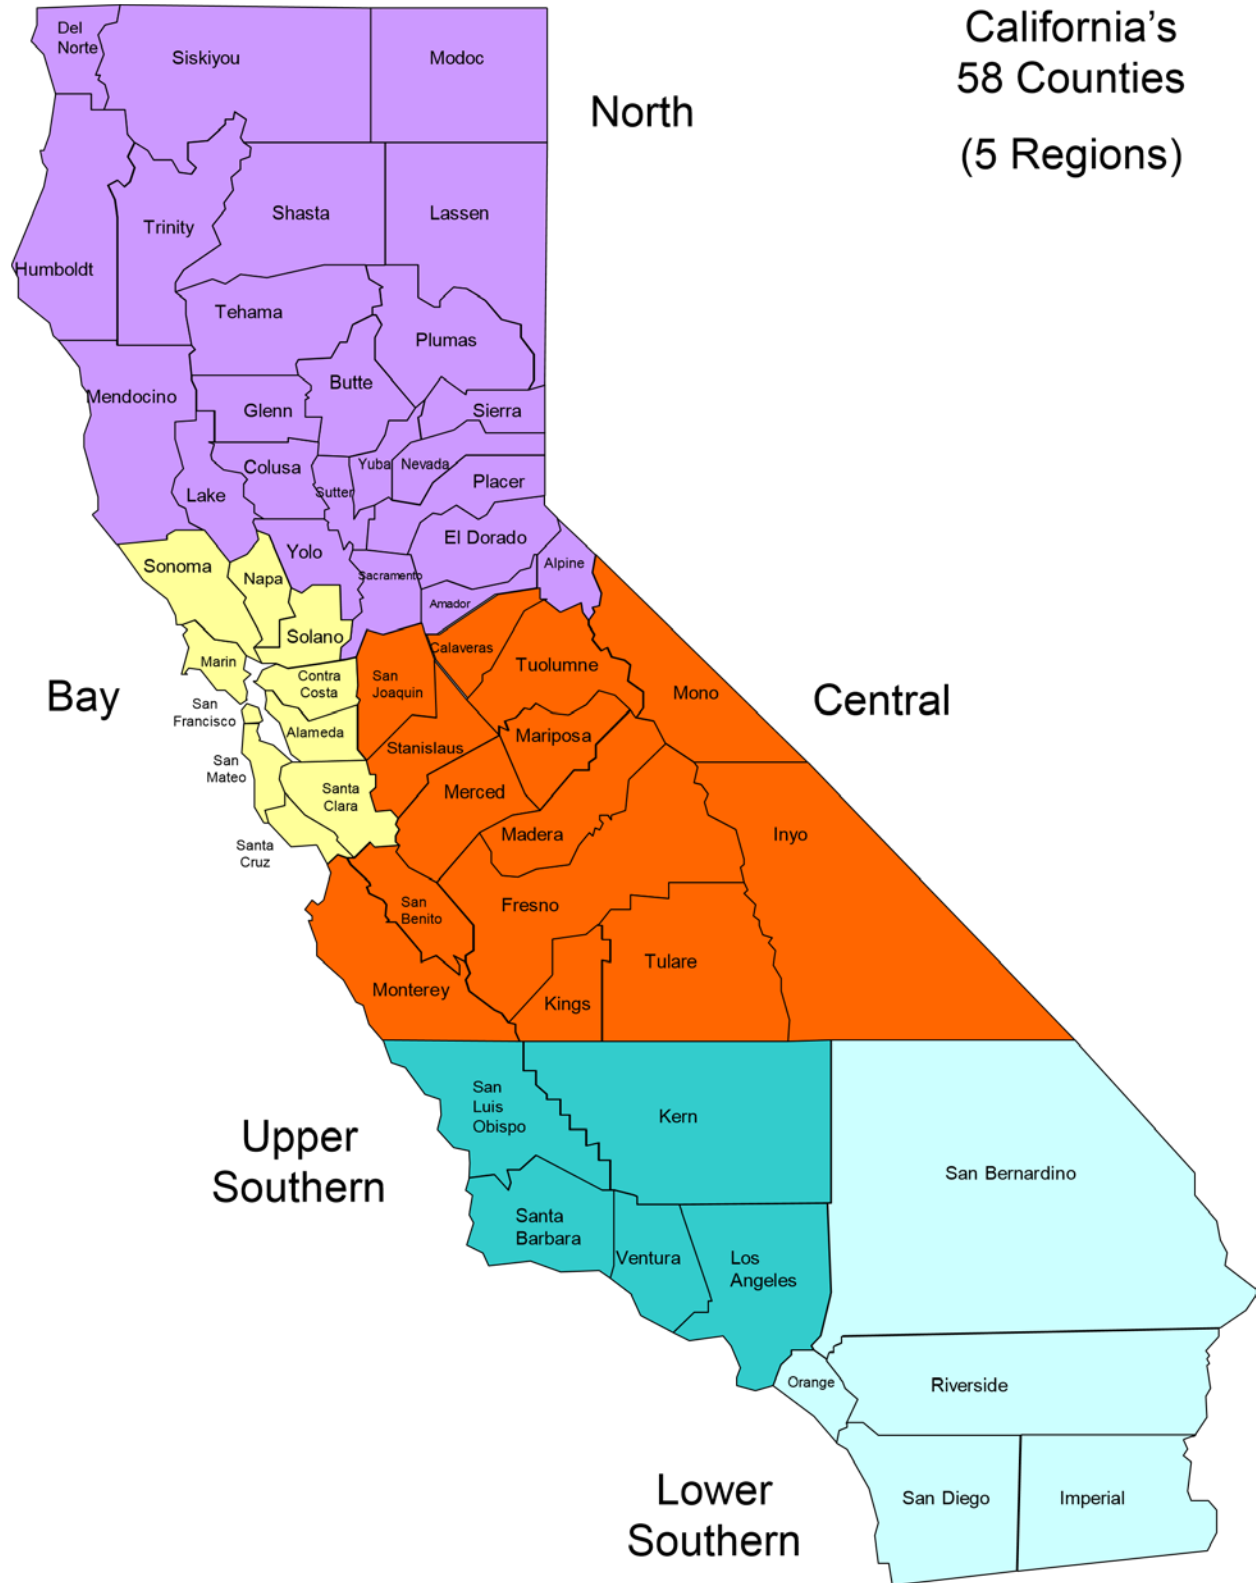 California's
58 Counties
(5 Regions)
Del
Norte
Siskiyou
Modoc
North
Humboldt
Trinity
Shasta
Lassen
Tehama
Plumas
Mendocino
Glenn
Butte
Sierra
Lake
Colusa
Sutter
Yuba
Nevada
Placer
El Dorado
Yolo
Sacramento
Amador
Alpine
Sonoma
Napa
Solano
Marin
Contra
Costa
Bay
San
Francisco
Alameda
San
Mateo
Santa
Clara
Santa
Cruz
San
Joaquin
Calaveras
Tuolumne
Mono
Central
Stanislaus
Mariposa
Merced
Madera
Inyo
San
Benito
Fresno
Monterey
Kings
Tulare
Upper
Southern
San
Luis
Obispo
Kern
Santa
Barbara
Ventura
Los
Angeles
San Bernardino
Orange
Riverside
Lower
Southern
San Diego
Imperial